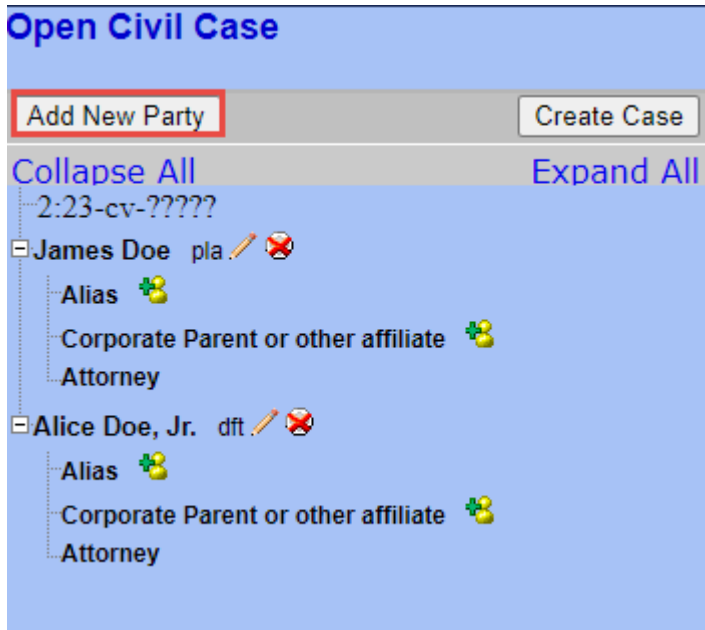 Open Civil Case
Add New Party Create Case
Collapse All Expand All
2:23-cv-?????
James Doe pla
Alias
Corporate Parent or other affiliate
Attorney
Alice Doe, Jr. dft
Alias
Corporate Parent or other affiliate
Attorney